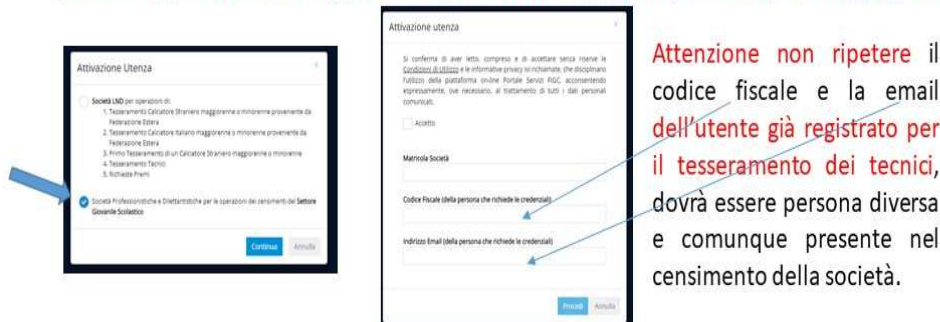 Attivazione Utenza
Società LND per operazioni di:
1. Tesseramento Calciatore Straniero maggiorenne o minorenne proveniente da
Federazione Estera
2. Tesseramento Calciatore Italiano maggiorenne o minorenne proveniente da
Federazione Estera
3. Primo Tesseramento di un Calciatore Straniero maggiorenne o minorenne
4. Tesseramento Tecnici
5. Richieste Premi
Società Professionistiche e Dilettantistiche per le operazioni dei censimenti del Settore
Giovanile Scolastico
Continua Annulla
Attivazione utenza
Si conferma di aver letto, compreso e di accettare senza riserve le
Condizioni di Utilizzo e le informative privacy ivi richiamate, che disciplinano
l'utilizzo della piattaforma on-line Portale Servizi FIGC, acconsentendo
espressamente, ove necessario, al trattamento di tutti i dati personali
comunicati.
Accetto
Matricola Società
Codice Fiscale (della persona che richiede le credenziali)
Indirizzo Email (della persona che richiede le credenziali)
Procedi Annulla
Attenzione non ripetere il
codice fiscale e la email
dell'utente già registrato per
il tesseramento dei tecnici,
dovrà essere persona diversa
e comunque presente nel
censimento della società.